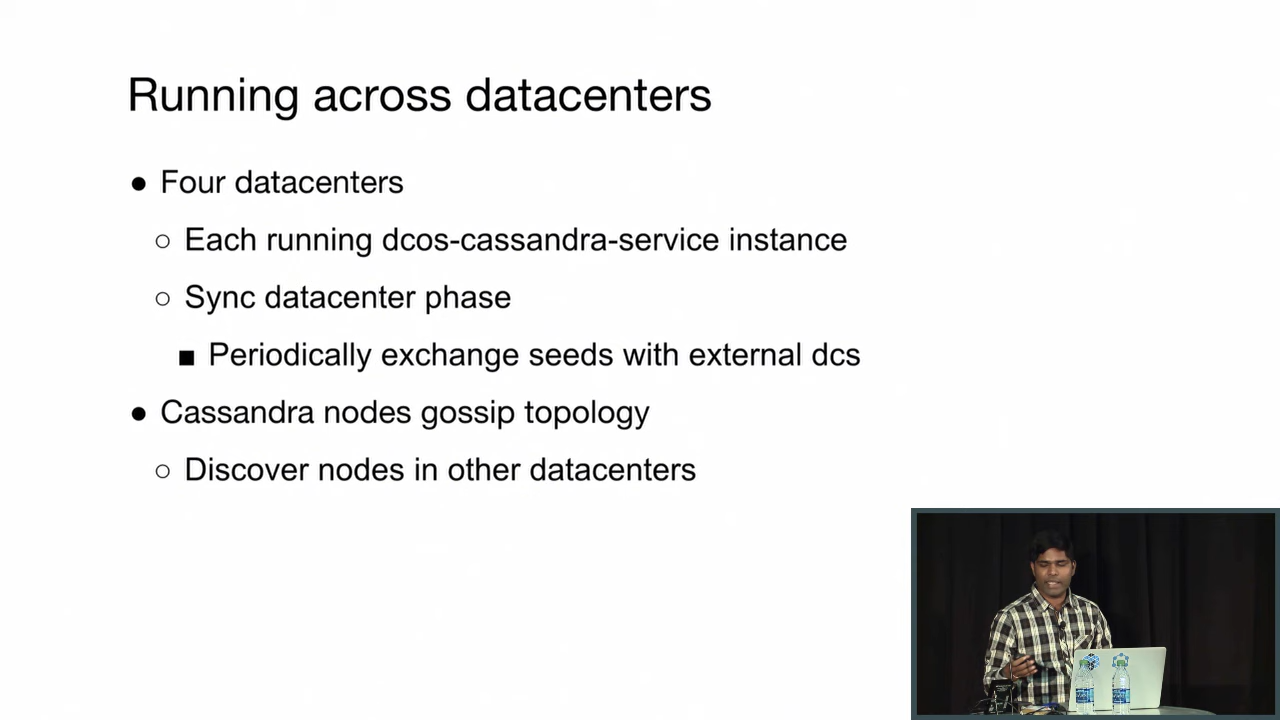 Running across datacenters
● Four datacenters
○ Each running dcos-cassandra-service instance
○ Sync datacenter phase
■ Periodically exchange seeds with external dcs
● Cassandra nodes gossip topology
○ Discover nodes in other datacenters